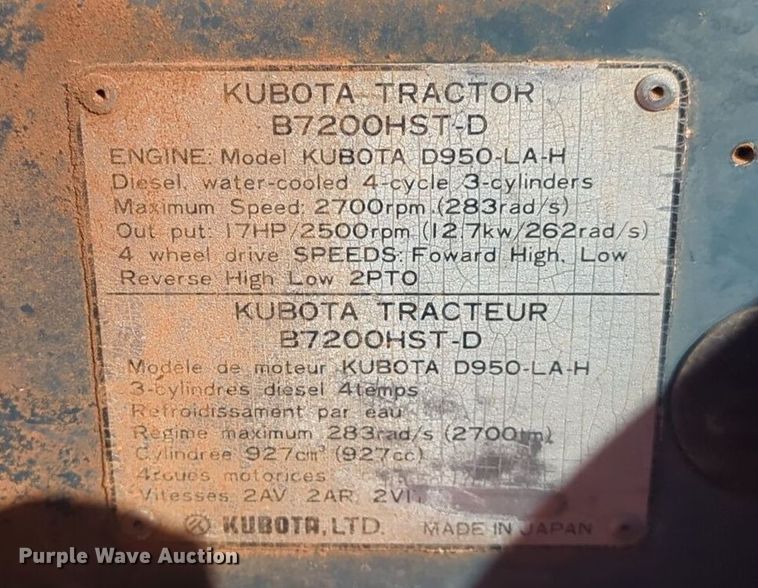 KUBOTA TRACTOR
B7200HST-D
ENGINE: Model KUBOTA D950-LA-H
Diesel, water-cooled 4-cycle 3-cylinders
Maximum Speed: 2700rpm (283rad/s)
Out put: 17HP/2500rpm (12.7kw/262rad/s)
4 wheel drive SPEEDS: Foward High, Low
Reverse High Low 2PTO
KUBOTA TRACTEUR
B7200HST-D
Modele de moteur KUBOTA D950-LA-H
3-cylindres diesel 4temps
Refroidissament par eau
Regime maximum 283rad/s (2700tm)
Cylindree 927cm³ (927cc)
4roues motorices
Vitesses 2AV 2AR
KUBOTA, LTD. MADE IN JAPAN
Purple Wave Auction